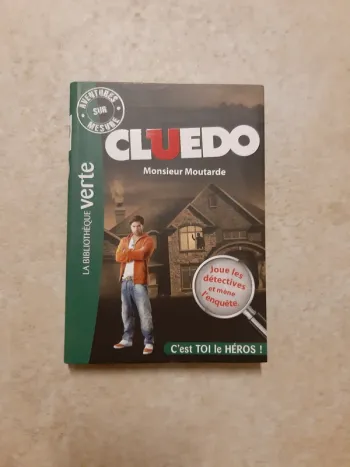 AVENTURES
SUR
MESURE
CLUEDO
Monsieur Moutarde
LA BIBLIOTHÈQUE verte
Joue les
détectives
et mène
l'enquête
C'est TOI le HÉROS !